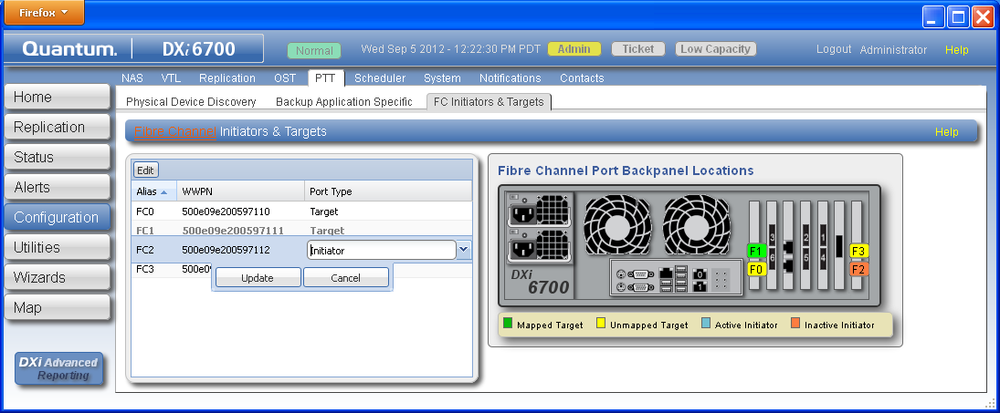 Firefox
Quantum. DXi6700 Normal Wed Sep 5 2012 - 12:22:30 PM PDT Admin Ticket Low Capacity Logout Administrator Help
NAS VTL Replication OST PTT Scheduler System Notifications Contacts
Physical Device Discovery Backup Application Specific FC Initiators & Targets
Home
Replication
Status
Alerts
Configuration
Utilities
Wizards
Map
DXi Advanced
Reporting
Fibre Channel Initiators & Targets Help
Edit
Alias WWPN Port Type
FC0 500e09e200597110 Target
FC1 500e09e200597111 Target
FC2 500e09e200597112 Initiator
FC3 500e0
Update Cancel
Fibre Channel Port Backpanel Locations
DXi
6700
0
1
F1
F0
3
6
2
5
1
4
F3
F2
Mapped Target Unmapped Target Active Initiator Inactive Initiator